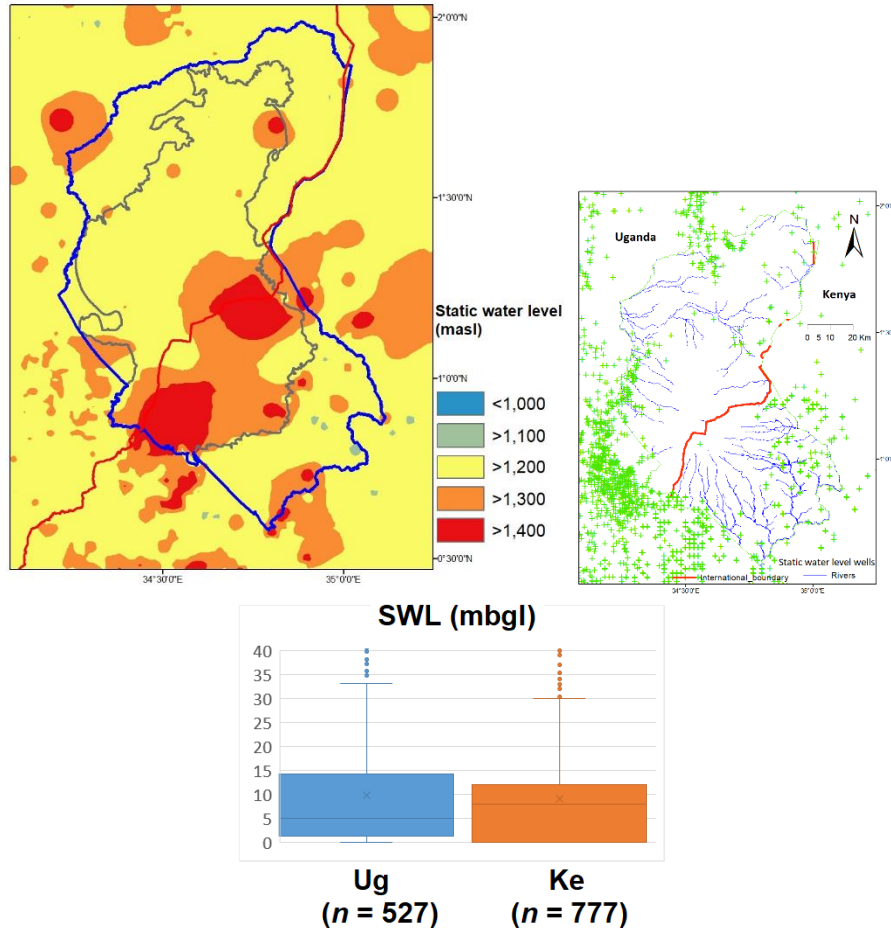 2°0'0"N
1°30'0"N
1°0'0"N
0°30'0"N
34°30'0"E
35°0'0"E
Static water level
(masl)
<1,000
>1,100
>1,200
>1,300
>1,400
Uganda
N
Kenya
0 5 10 20 Km
Static water level wells
International_boundary
Rivers
34°30'0"E
SWL (mbgl)
40
35
30
25
20
15
10
5
0
Ug
Ke
(n = 527)
(n = 777)